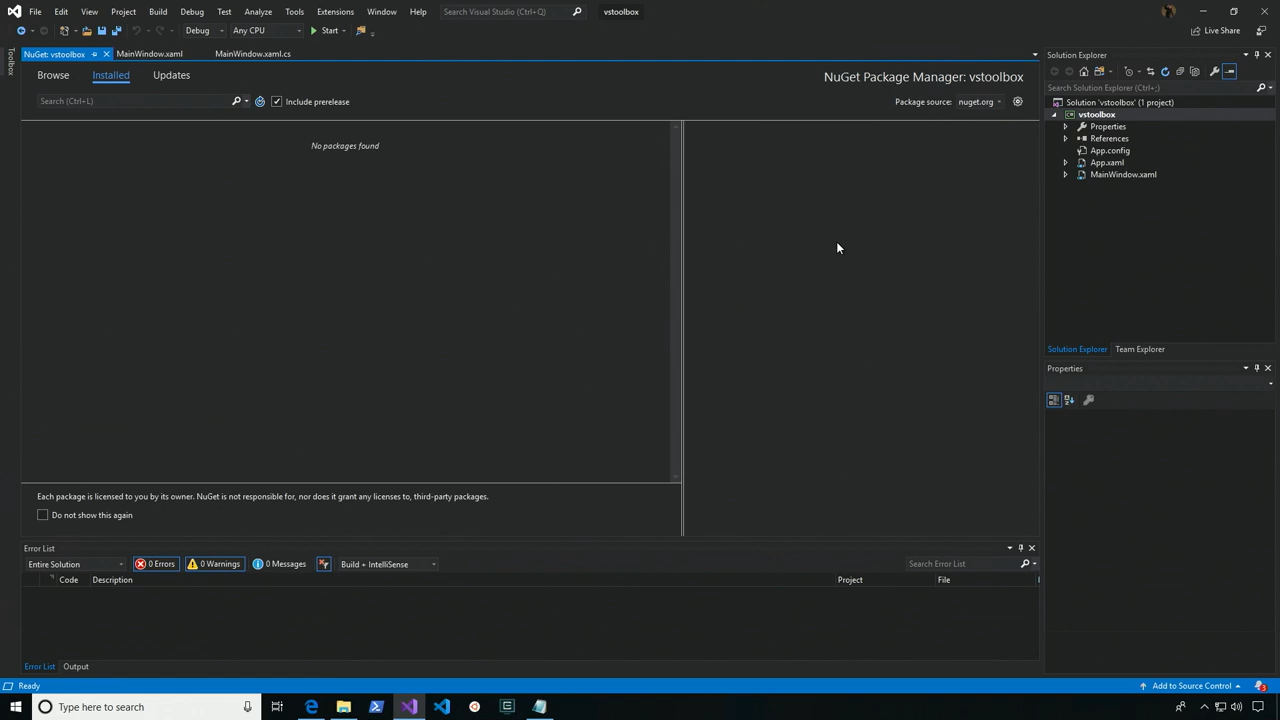 File Edit View Project Build Debug Test Analyze Tools Extensions Window Help Search Visual Studio (Ctrl+Q) vstoolbox
Debug Any CPU Start Live Share
Toolbox
NuGet: vstoolbox MainWindow.xaml MainWindow.xaml.cs
Browse Installed Updates NuGet Package Manager: vstoolbox
Search (Ctrl+L) Include prerelease Package source: nuget.org
No packages found
Each package is licensed to you by its owner. NuGet is not responsible for, nor does it grant any licenses to, third-party packages.
Do not show this again
Solution Explorer
Search Solution Explorer (Ctrl+;)
Solution 'vstoolbox' (1 project)
vstoolbox
Properties
References
App.config
App.xaml
MainWindow.xaml
Solution Explorer Team Explorer
Properties
Error List
Entire Solution 0 Errors 0 Warnings 0 Messages Build + IntelliSense Search Error List
Code Description Project File
Error List Output
Ready Add to Source Control 3
Type here to search